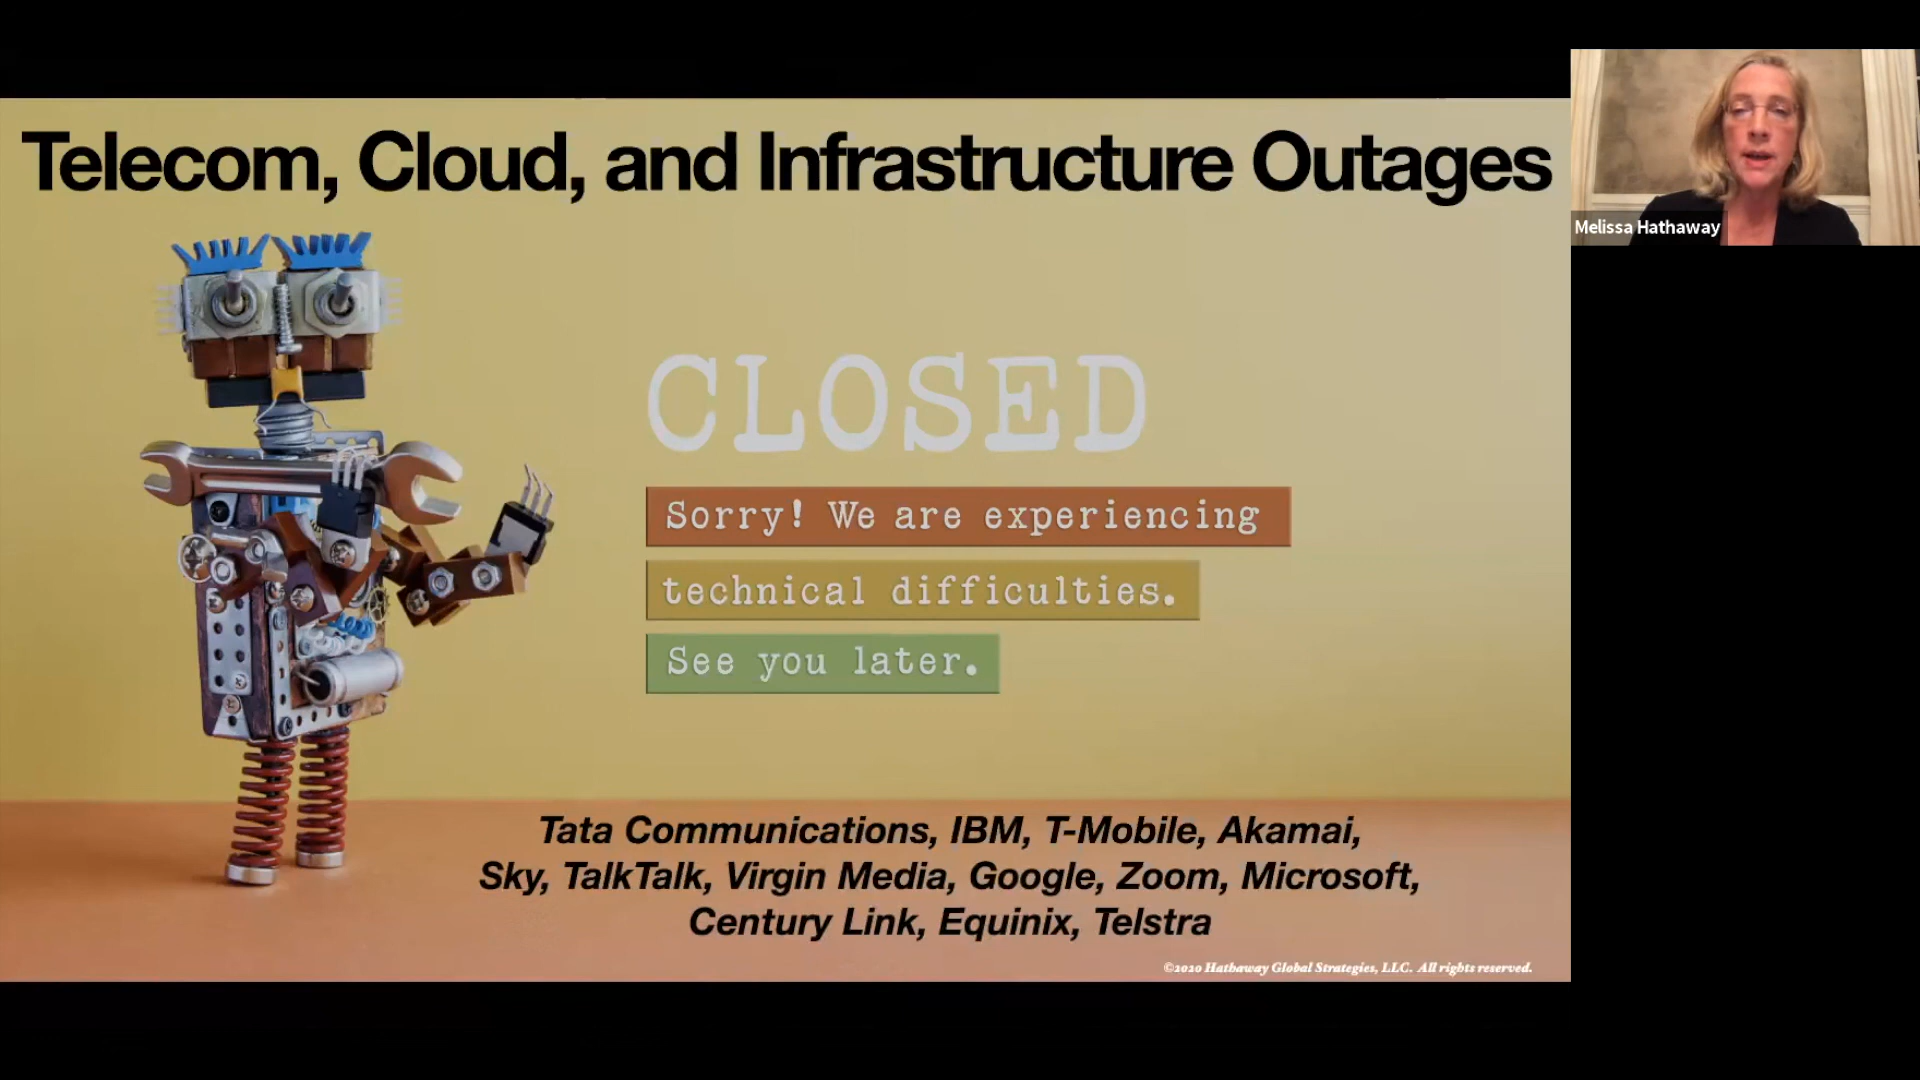 Telecom, Cloud, and Infrastructure Outages
Melissa Hathaway
CLOSED
Sorry! We are experiencing
technical difficulties.
See you later.
Tata Communications, IBM, T-Mobile, Akamai,
Sky, TalkTalk, Virgin Media, Google, Zoom, Microsoft,
Century Link, Equinix, Telstra
©2020 Hathaway Global Strategies, LLC. All rights reserved.